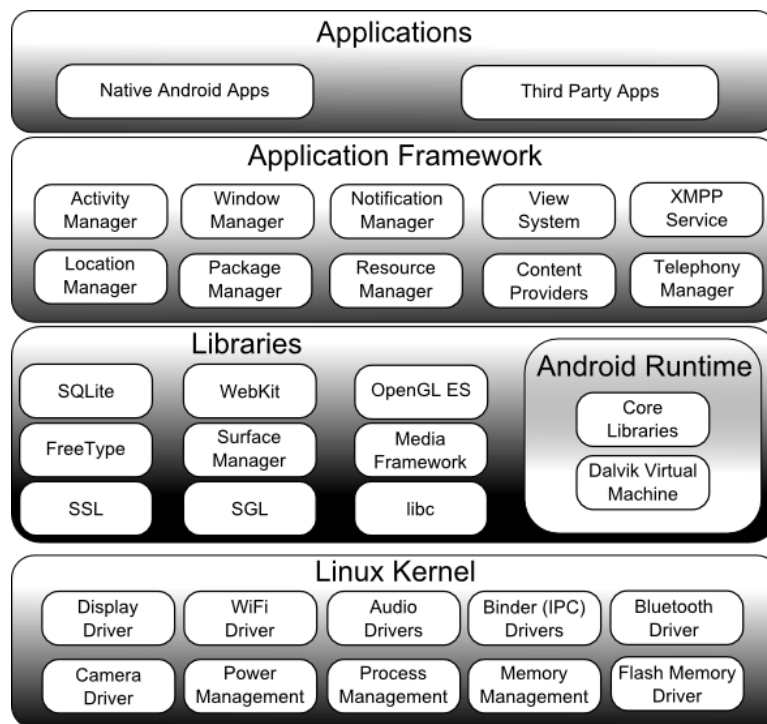 Applications
Native Android Apps
Third Party Apps
Application Framework
Activity
Manager
Window
Manager
Notification
Manager
View
System
XMPP
Service
Location
Manager
Package
Manager
Resource
Manager
Content
Providers
Telephony
Manager
Libraries
SQLite
WebKit
OpenGL ES
FreeType
Surface
Manager
Media
Framework
SSL
SGL
libc
Android Runtime
Core
Libraries
Dalvik Virtual
Machine
Linux Kernel
Display
Driver
WiFi
Driver
Audio
Drivers
Binder (IPC)
Drivers
Bluetooth
Driver
Camera
Driver
Power
Management
Process
Management
Memory
Management
Flash Memory
Driver